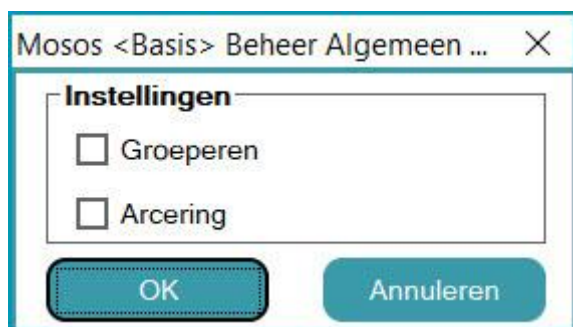 Mosos <Basis> Beheer Algemeen ...
Instellingen
Groeperen
Arcering
OK Annuleren